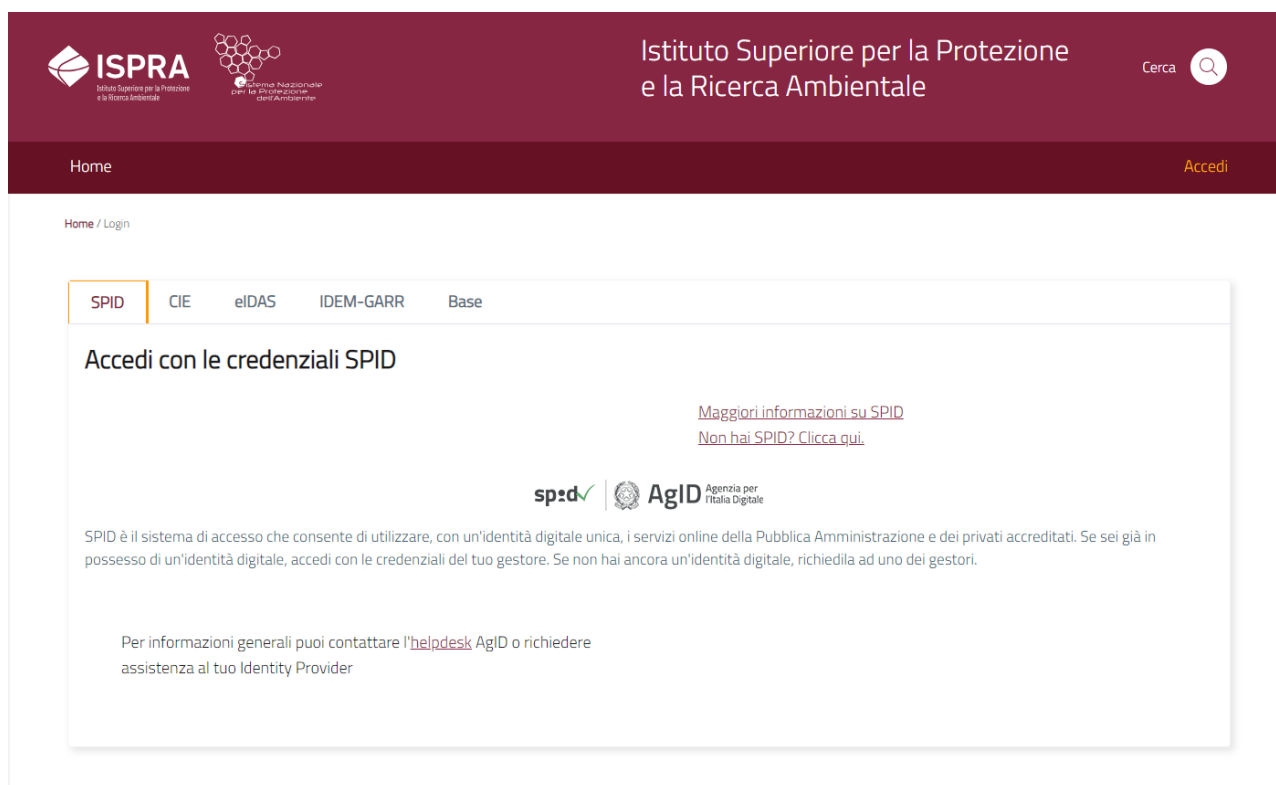 ISPRA
Istituto Superiore per la Protezione
e la Ricerca Ambientale
Sistema Nazionale
per la Protezione
dell'Ambiente
Istituto Superiore per la Protezione
e la Ricerca Ambientale
Cerca
Home
Accedi
Home / Login
SPID CIE eIDAS IDEM-GARR Base
Accedi con le credenziali SPID
Maggiori informazioni su SPID
Non hai SPID? Clicca qui.
sp:d AgID Agenzia per
l'Italia Digitale
SPID è il sistema di accesso che consente di utilizzare, con un'identità digitale unica, i servizi online della Pubblica Amministrazione e dei privati accreditati. Se sei già in
possesso di un'identità digitale, accedi con le credenziali del tuo gestore. Se non hai ancora un'identità digitale, richiedila ad uno dei gestori.
Per informazioni generali puoi contattare l'helpdesk AgID o richiedere
assistenza al tuo Identity Provider